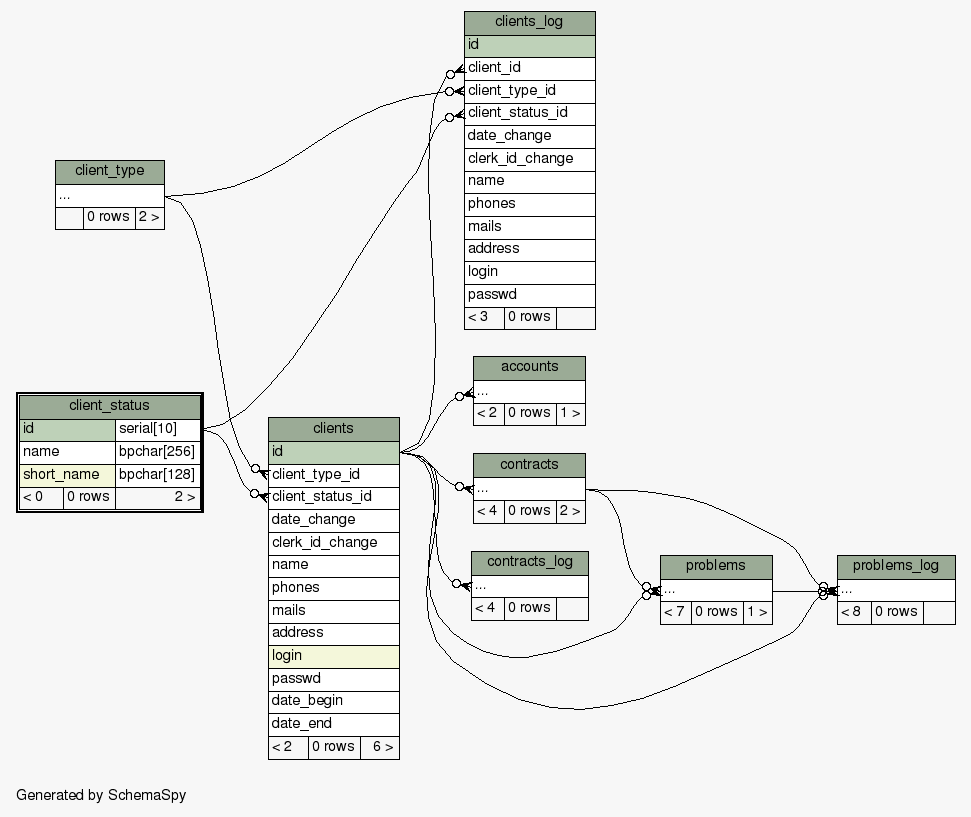 clients_log
id
client_id
client_type_id
client_status_id
date_change
clerk_id_change
name
phones
mails
address
login
passwd
< 3 0 rows
client_type
...
0 rows 2 >
client_status
id serial[10]
name bpchar[256]
short_name bpchar[128]
< 0 0 rows 2 >
clients
id
client_type_id
client_status_id
date_change
clerk_id_change
name
phones
mails
address
login
passwd
date_begin
date_end
< 2 0 rows 6 >
accounts
...
< 2 0 rows 1 >
contracts
...
< 4 0 rows 2 >
contracts_log
...
< 4 0 rows
problems
...
< 7 0 rows 1 >
problems_log
...
< 8 0 rows
Generated by SchemaSpy